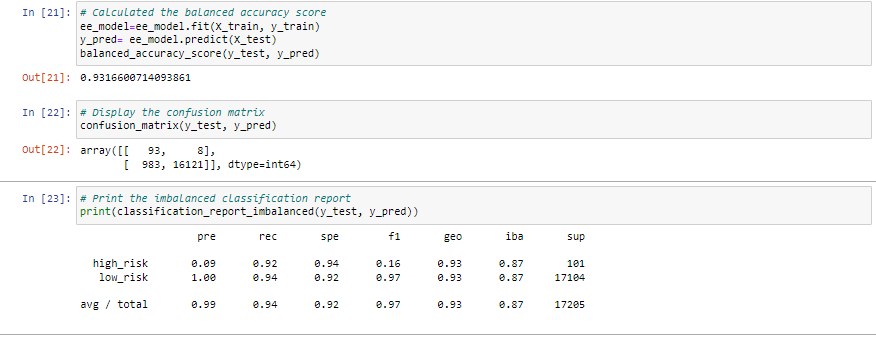 In [21]: # Calculated the balanced accuracy score
ee_model=ee_model.fit(X_train, y_train)
y_pred= ee_model.predict(X_test)
balanced_accuracy_score(y_test, y_pred)
Out[21]: 0.9316600714093861
In [22]: # Display the confusion matrix
confusion_matrix(y_test, y_pred)
Out[22]: array([[   93,     8],
       [  983, 16121]], dtype=int64)
In [23]: # Print the imbalanced classification report
print(classification_report_imbalanced(y_test, y_pred))
pre rec spe f1 geo iba sup
high_risk 0.09 0.92 0.94 0.16 0.93 0.87 101
low_risk 1.00 0.94 0.92 0.97 0.93 0.87 17104
avg / total 0.99 0.94 0.92 0.97 0.93 0.87 17205